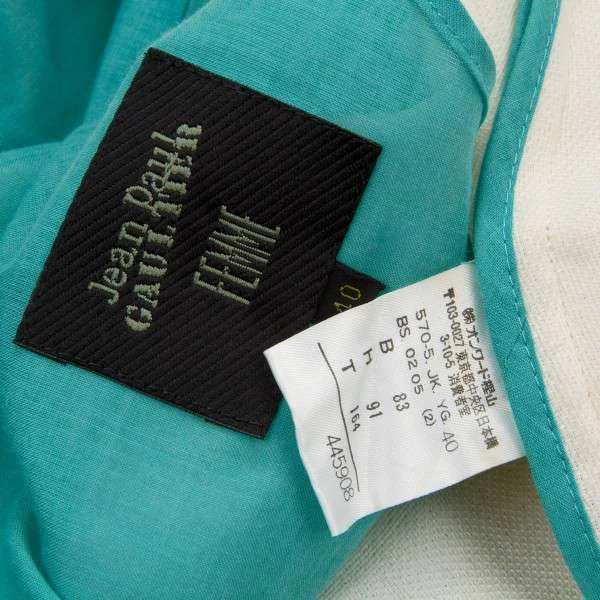 Jean Paul
GAULTIER
FEMME
40
㈱オンワード樫山
〒103-0027 東京都中央区日本橋
3-10-5 消費者室
570-5. JK. YG. 40
BS 02 05 (2)
B 83
h 91
T 164
445908